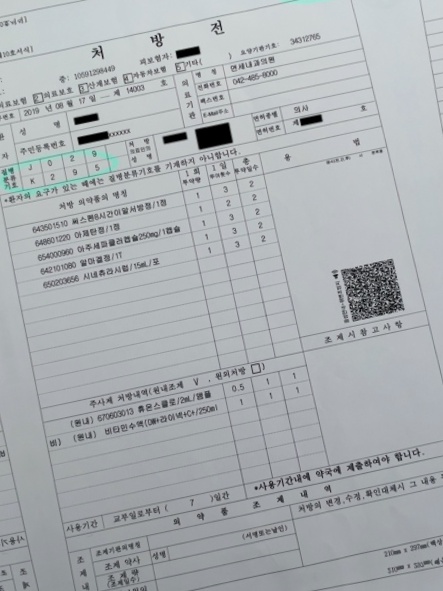 처 방 전
호서식]
의료보험 2 의료보호 3 산재보험 4 자동차보험 5 기타( ) 요양기관기호: 34312765
호: 10591298449 피보험자:
2019 년 08 월 17 일 — 제 14003 호
의료기관 명칭 연세내과의원
전화번호 042-485-6000
팩스번호
E-Mail주소
성명
주민등록번호 xxxxxx
처방 의료인의 성명
면허종별 의사
면허번호 제 호
질병분류기호 J 0 2 9
K 2 9 5
*환자의 요구가 있는 때에는 질병분류기호를 기재하지 아니합니다.
처방 의약품의 명칭 1회투약량 1일투여횟수 총투약일수 용 법
643501510 써스펜8시간이알서방정/1정 1 3 2
648601220 아제탄정/1정 1 2 2
654000960 아주세파클러캡슐250mg/1캡슐 1 3 2
642101080 알마겔정/1T 1 3 2
650203656 시네츄라시럽/15mL/포 1 3 2
조 제 시 참 고 사 항
주사제 처방내역(원내조제 V , 원외처방 □)
(원내) 670603013 휴온스클로/2mL/앰플 0.5 1 1
비) (원내) 비타민수액(DW+라이넥+C+/250ml 1 1 1
사용기간 교부일로부터 ( 7 )일간 *사용기간내에 약국에 제출하여야 합니다.
의 약 품 조 제 내 역
조제기관의명칭
조제 약사 성명 (서명또는날인)
조제량
(조제일수)
처방의 변경,수정,확인대체시 그 내용
210mm x 297mm(백상